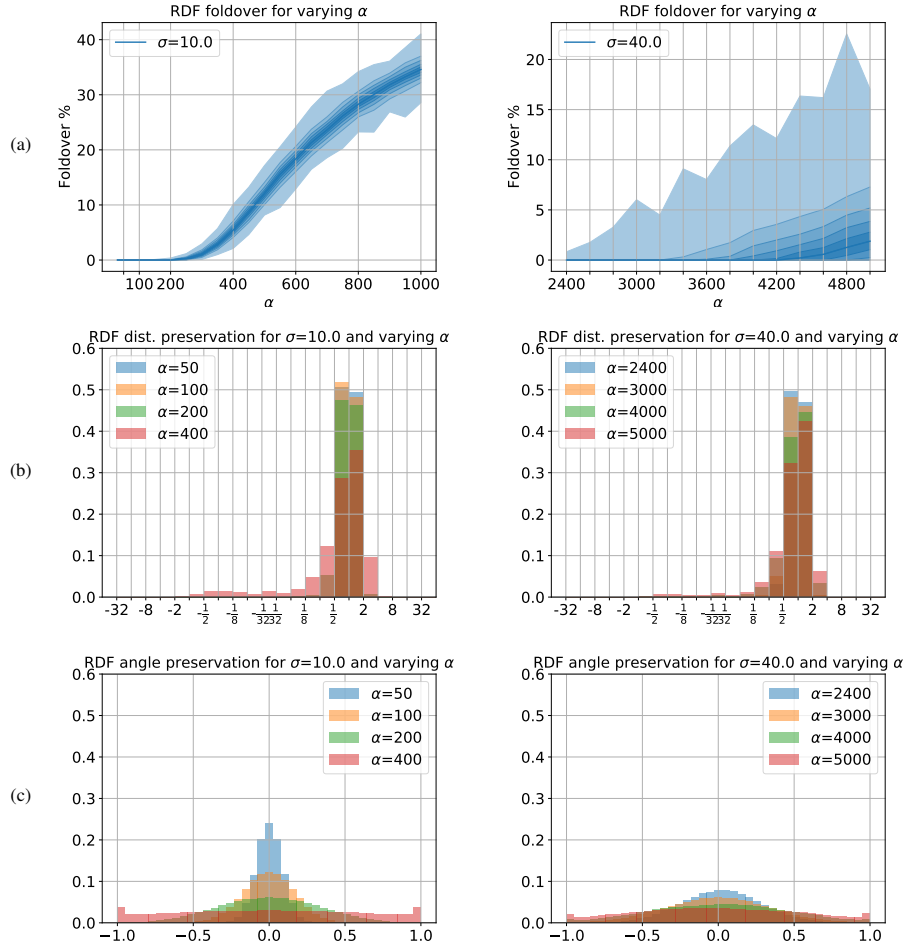 RDF foldover for varying α
σ=10.0
40
30
20
10
0
Foldover %
100 200 400 600 800 1000
α
RDF foldover for varying α
σ=40.0
20
15
10
5
0
Foldover %
2400 3000 3600 4200 4800
α
(a)
RDF dist. preservation for σ=10.0 and varying α
0.6
0.5
0.4
0.3
0.2
0.1
0.0
α=50
α=100
α=200
α=400
-32 -8 -2 -1/2 -1/8 -1/32 1/32 1/8 1/2 2 8 32
RDF dist. preservation for σ=40.0 and varying α
0.6
0.5
0.4
0.3
0.2
0.1
0.0
α=2400
α=3000
α=4000
α=5000
-32 -8 -2 -1/2 -1/8 -1/32 1/32 1/8 1/2 2 8 32
(b)
RDF angle preservation for σ=10.0 and varying α
0.6
0.5
0.4
0.3
0.2
0.1
0.0
α=50
α=100
α=200
α=400
−1.0 −0.5 0.0 0.5 1.0
RDF angle preservation for σ=40.0 and varying α
0.6
0.5
0.4
0.3
0.2
0.1
0.0
α=2400
α=3000
α=4000
α=5000
−1.0 −0.5 0.0 0.5 1.0
(c)